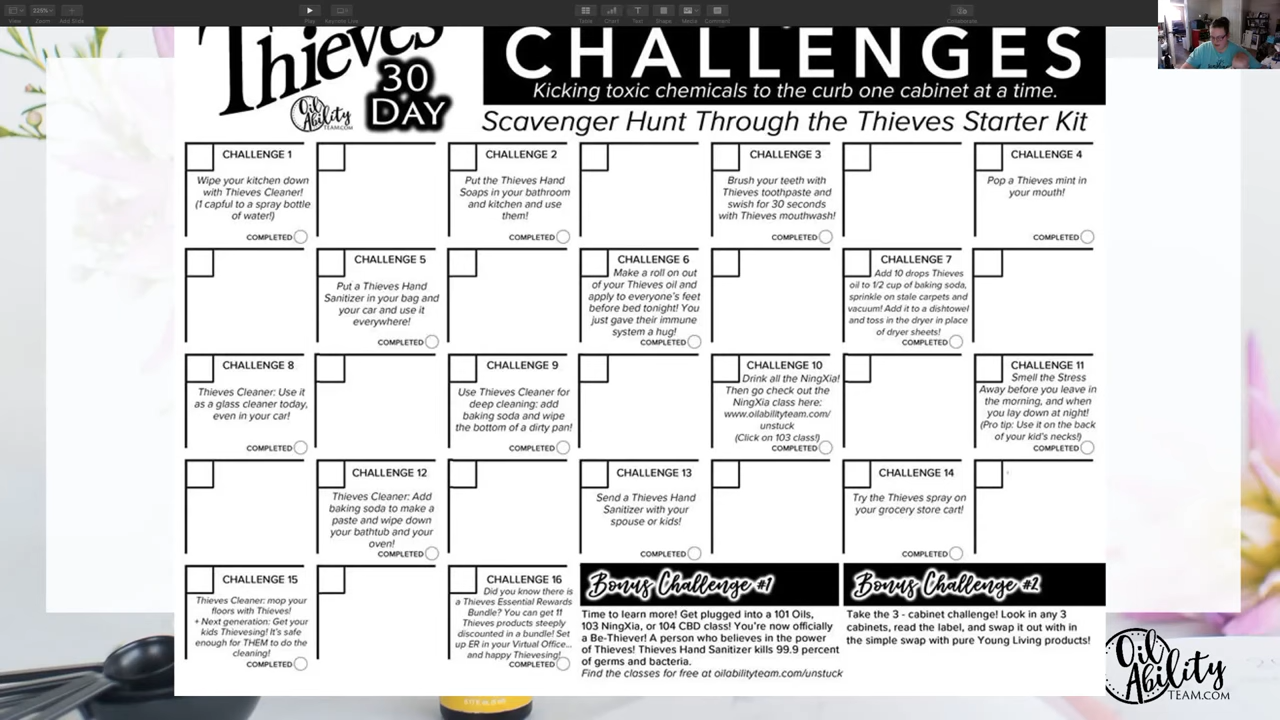 View
225%
Zoom
Add Slide
Play
Keynote Live
Table
Chart
Text
Shape
Media
Comment
Collaborate
Thieves
30
DAY
Oil
Ability
TEAM.COM
CHALLENGES
Kicking toxic chemicals to the curb one cabinet at a time.
Scavenger Hunt Through the Thieves Starter Kit
CHALLENGE 1
Wipe your kitchen down
with Thieves Cleaner!
(1 capful to a spray bottle
of water!)
COMPLETED
CHALLENGE 2
Put the Thieves Hand
Soaps in your bathroom
and kitchen and use
them!
COMPLETED
CHALLENGE 3
Brush your teeth with
Thieves toothpaste and
swish for 30 seconds
with Thieves mouthwash!
COMPLETED
CHALLENGE 4
Pop a Thieves mint in
your mouth!
COMPLETED
CHALLENGE 5
Put a Thieves Hand
Sanitizer in your bag and
your car and use it
everywhere!
COMPLETED
CHALLENGE 6
Make a roll on out
of your Thieves oil and
apply to everyone's feet
before bed tonight! You
just gave their immune
system a hug!
COMPLETED
CHALLENGE 7
Add 10 drops Thieves
oil to 1/2 cup of baking soda,
sprinkle on stale carpets and
vacuum! Add it to a dishtowel
and toss in the dryer in place
of dryer sheets!
COMPLETED
CHALLENGE 8
Thieves Cleaner: Use it
as a glass cleaner today,
even in your car!
COMPLETED
CHALLENGE 9
Use Thieves Cleaner for
deep cleaning: add
baking soda and wipe
the bottom of a dirty pan!
COMPLETED
CHALLENGE 10
Drink all the NingXia!
Then go check out the
NingXia class here:
www.oilabilityteam.com/
unstuck
(Click on 103 class!)
COMPLETED
CHALLENGE 11
Smell the Stress
Away before you leave in
the morning, and when
you lay down at night!
(Pro tip: Use it on the back
of your kid's necks!)
COMPLETED
CHALLENGE 12
Thieves Cleaner: Add
baking soda to make a
paste and wipe down
your bathtub and your
oven!
COMPLETED
CHALLENGE 13
Send a Thieves Hand
Sanitizer with your
spouse or kids!
COMPLETED
CHALLENGE 14
Try the Thieves spray on
your grocery store cart!
COMPLETED
CHALLENGE 15
Thieves Cleaner: mop your
floors with Thieves!
+ Next generation: Get your
kids Thievesing! It's safe
enough for THEM to do the
cleaning!
COMPLETED
CHALLENGE 16
Did you know there is
a Thieves Essential Rewards
Bundle? You can get 11
Thieves products steeply
discounted in a bundle! Set
up ER in your Virtual Office...
and happy Thievesing!
COMPLETED
Bonus Challenge #1
Time to learn more! Get plugged into a 101 Oils,
103 NingXia, or 104 CBD class! You're now officially
a Be-Thiever! A person who believes in the power
of Thieves! Thieves Hand Sanitizer kills 99.9 percent
of germs and bacteria.
Find the classes for free at oilabilityteam.com/unstuck
Bonus Challenge #2
Take the 3 - cabinet challenge! Look in any 3
cabinets, read the label, and swap it out with in
the simple swap with pure Young Living products!
Oil
Ability
TEAM.COM